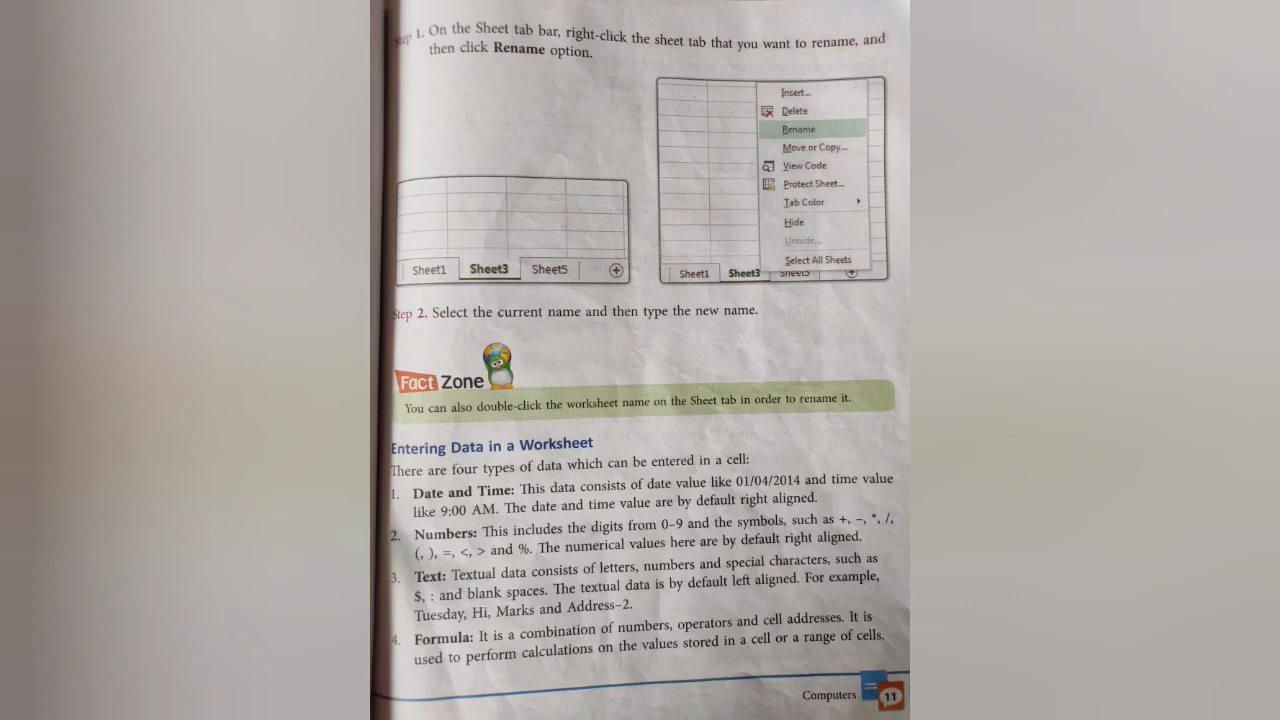 Step 1. On the Sheet tab bar, right-click the sheet tab that you want to rename, and
then click Rename option.
Insert...
Delete
Rename
Move or Copy...
View Code
Protect Sheet...
Tab Color
Hide
Unhide...
Select All Sheets
Sheet1 Sheet3 Sheet5
Sheet1 Sheet3 Sheet5
Step 2. Select the current name and then type the new name.
Fact Zone
You can also double-click the worksheet name on the Sheet tab in order to rename it.
Entering Data in a Worksheet
There are four types of data which can be entered in a cell:
1. Date and Time: This data consists of date value like 01/04/2014 and time value
like 9:00 AM. The date and time value are by default right aligned.
2. Numbers: This includes the digits from 0–9 and the symbols, such as +, –, *, /,
(, ), =, <, > and %. The numerical values here are by default right aligned.
3. Text: Textual data consists of letters, numbers and special characters, such as
$, : and blank spaces. The textual data is by default left aligned. For example,
Tuesday, Hi, Marks and Address–2.
4. Formula: It is a combination of numbers, operators and cell addresses. It is
used to perform calculations on the values stored in a cell or a range of cells.
Computers 11